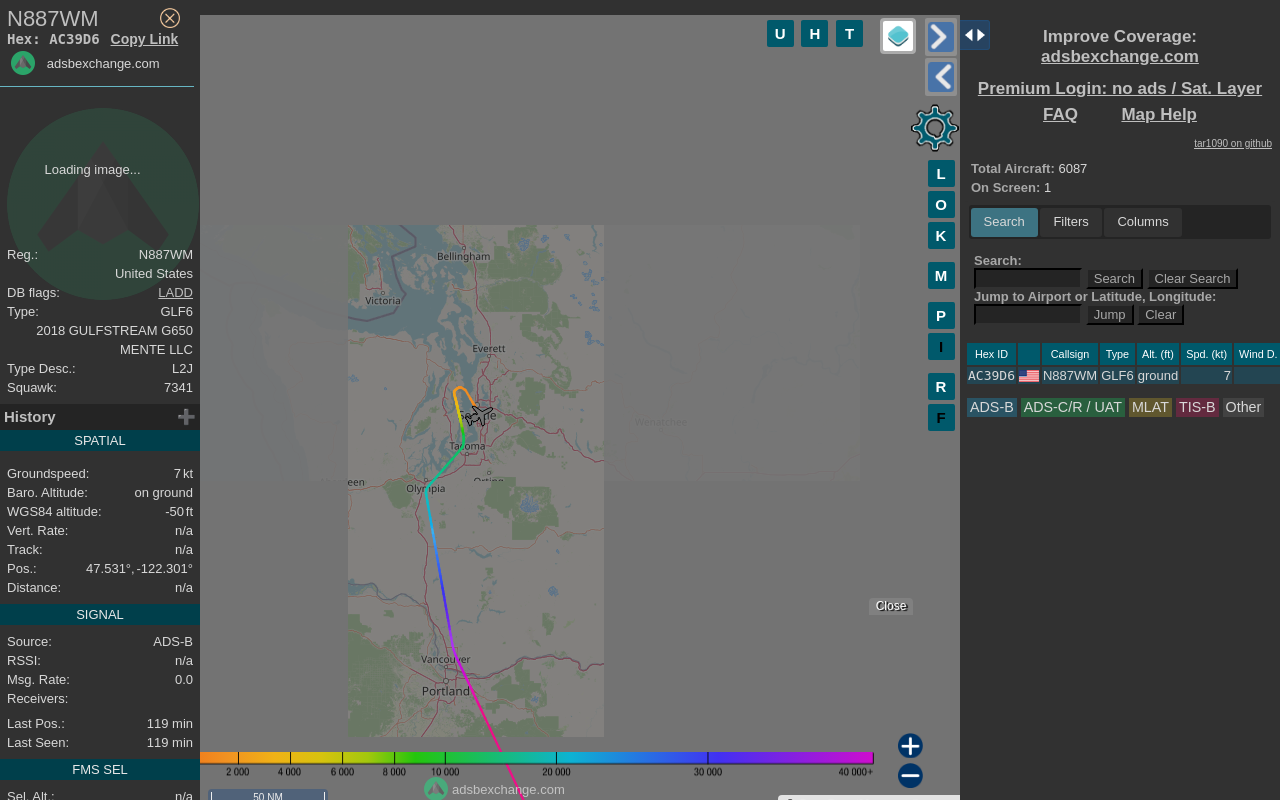 N887WM
Hex: AC39D6 Copy Link
adsbexchange.com
Loading image...
Reg.: N887WM
United States
DB flags: LADD
Type: GLF6
2018 GULFSTREAM G650
MENTE LLC
Type Desc.: L2J
Squawk: 7341
History
SPATIAL
Groundspeed: 7 kt
Baro. Altitude: on ground
WGS84 altitude: -50 ft
Vert. Rate: n/a
Track: n/a
Pos.: 47.531°, -122.301°
Distance: n/a
SIGNAL
Source: ADS-B
RSSI: n/a
Msg. Rate: 0.0
Receivers:
Last Pos.: 119 min
Last Seen: 119 min
FMS SEL
Sel. Alt.: n/a
U H T
L
O
K
M
P
I
R
F
Bellingham
Victoria
Everett
Tacoma
Wenatchee
Olympia
Vancouver
Portland
Close
2 000 4 000 6 000 8 000 10 000 20 000 30 000 40 000+
adsbexchange.com
50 NM
Improve Coverage:
adsbexchange.com
Premium Login: no ads / Sat. Layer
FAQ Map Help
tar1090 on github
Total Aircraft: 6087
On Screen: 1
Search Filters Columns
Search:
Search Clear Search
Jump to Airport or Latitude, Longitude:
Jump Clear
Hex ID Callsign Type Alt. (ft) Spd. (kt) Wind D.
AC39D6 N887WM GLF6 ground 7
ADS-B ADS-C/R / UAT MLAT TIS-B Other